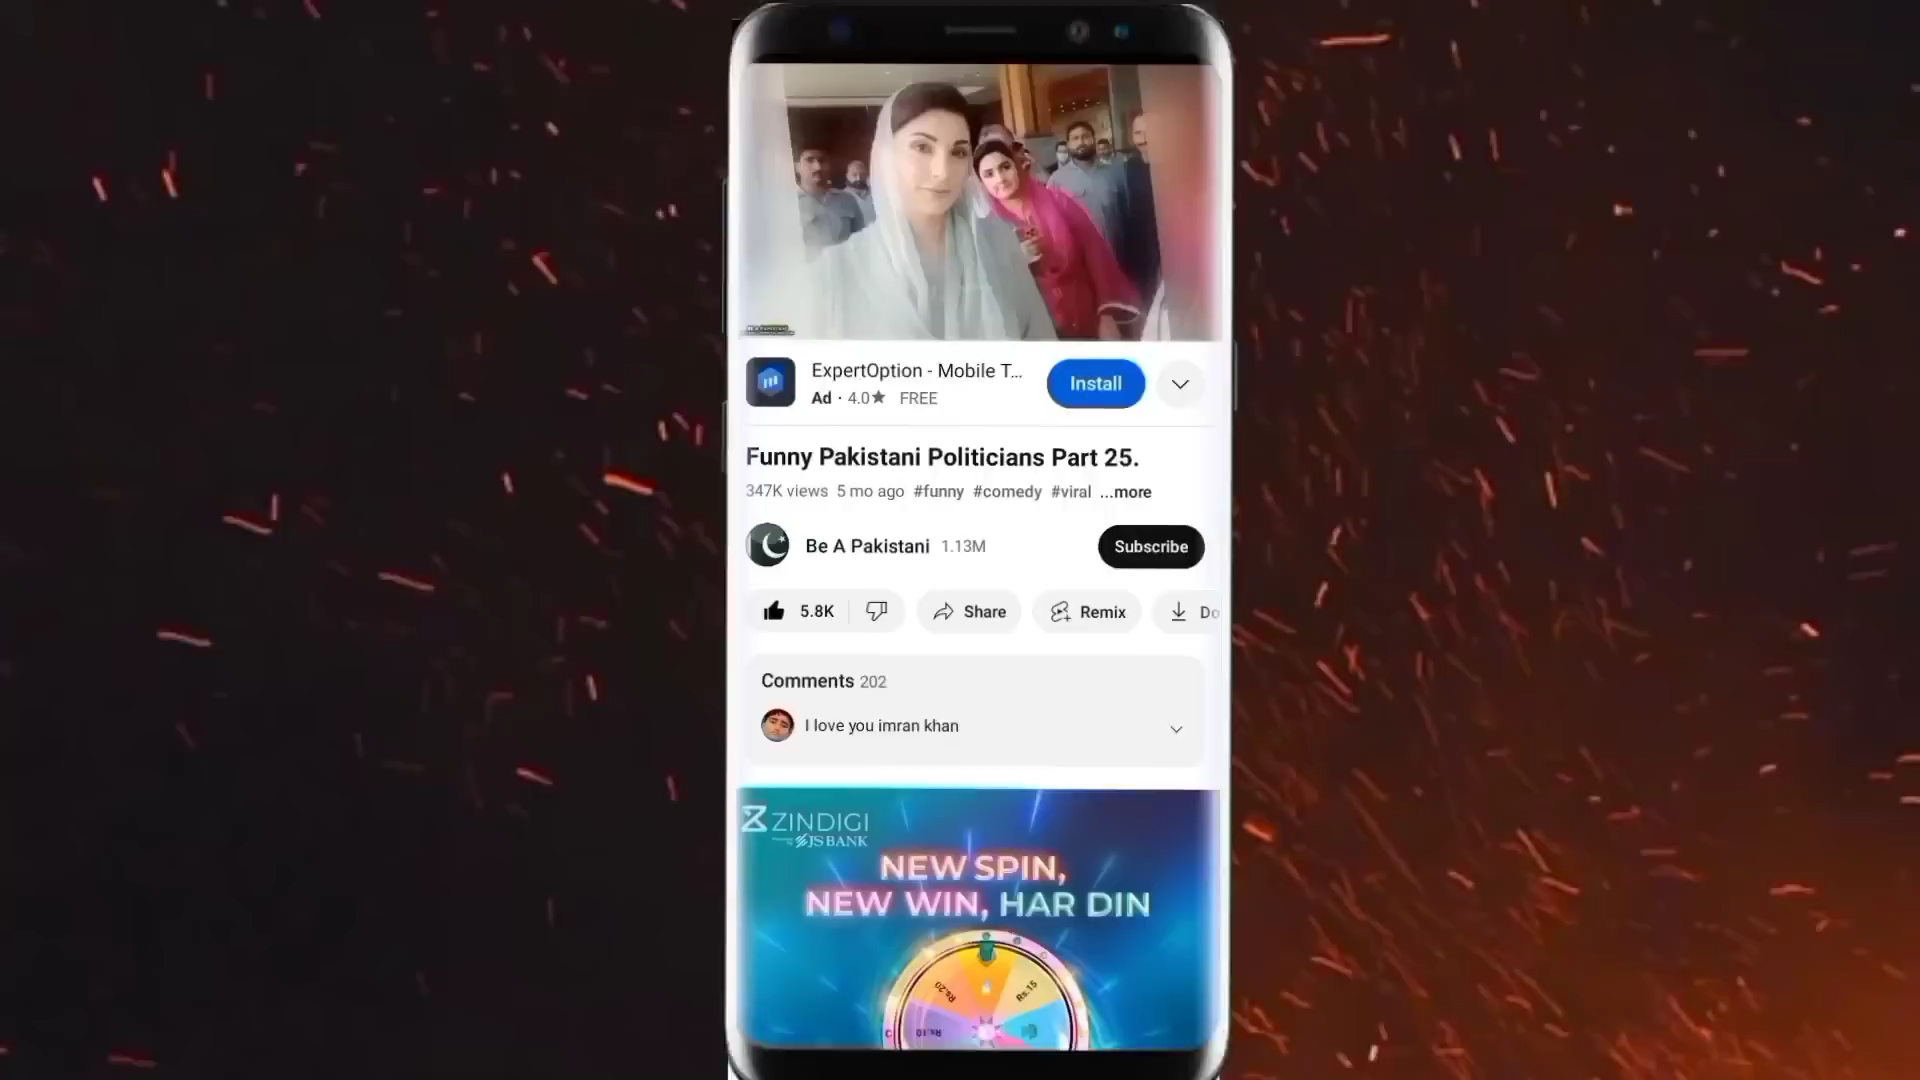 ExpertOption - Mobile T...
Install
Ad · 4.0★ FREE
Funny Pakistani Politicians Part 25.
347K views 5 mo ago #funny #comedy #viral ...more
Be A Pakistani 1.13M
Subscribe
5.8K
Share
Remix
Do
Comments 202
I love you imran khan
ZINDIGI
JS BANK
NEW SPIN,
NEW WIN, HAR DIN
Rs.20
Rs.15
Rs.10